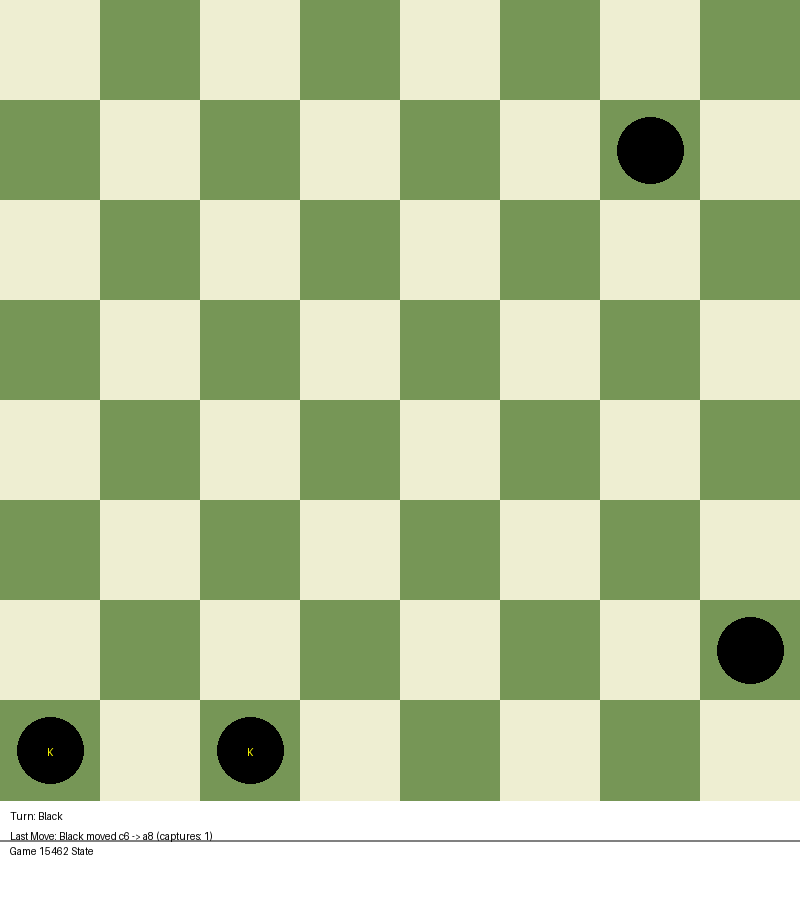 K K
Turn: Black
Last Move: Black moved c6 -> a8 (captures: 1)
Game 15462 State